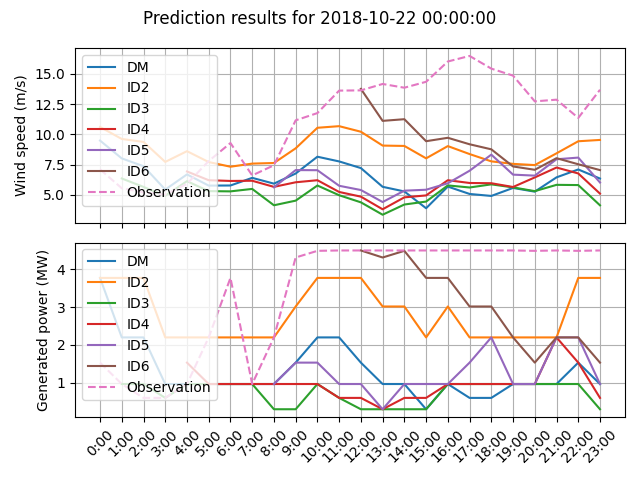 Prediction results for 2018-10-22 00:00:00
Wind speed (m/s)
15.0
12.5
10.0
7.5
5.0
DM
ID2
ID3
ID4
ID5
ID6
Observation
Generated power (MW)
4
3
2
1
DM
ID2
ID3
ID4
ID5
ID6
Observation
0:00
1:00
2:00
3:00
4:00
5:00
6:00
7:00
8:00
9:00
10:00
11:00
12:00
13:00
14:00
15:00
16:00
17:00
18:00
19:00
20:00
21:00
22:00
23:00